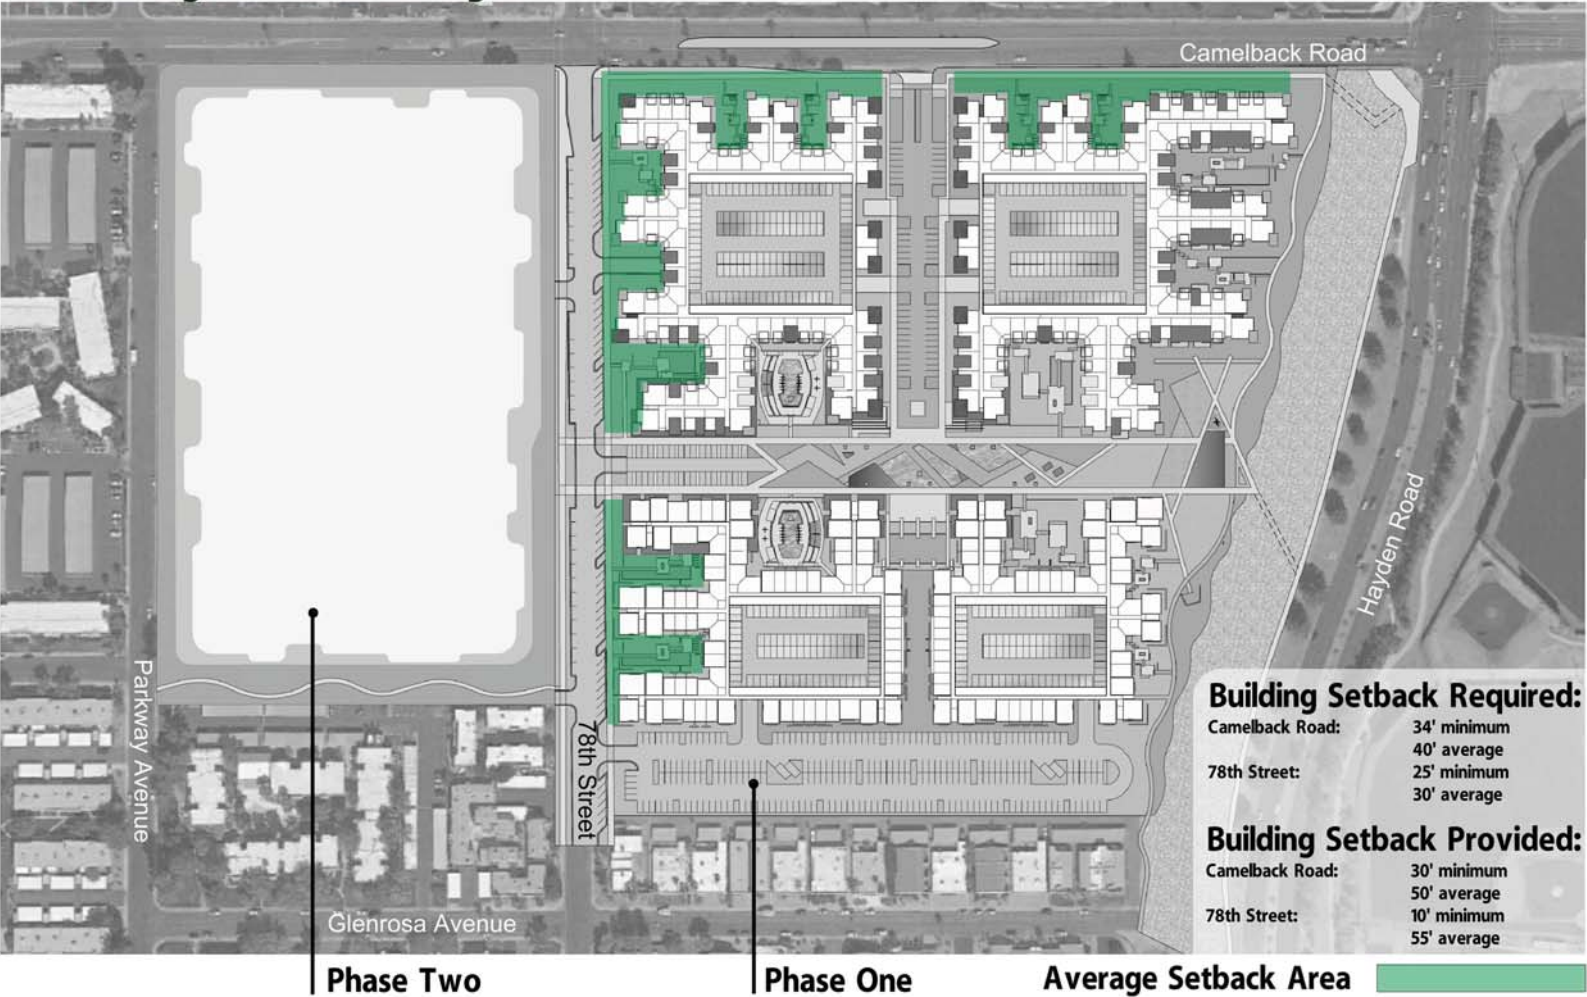 Camelback Road
Hayden Road
Parkway Avenue
78th Street
Glenrosa Avenue
Building Setback Required:
Camelback Road: 34' minimum
40' average
78th Street: 25' minimum
30' average
Building Setback Provided:
Camelback Road: 30' minimum
50' average
78th Street: 10' minimum
55' average
Phase Two
Phase One
Average Setback Area